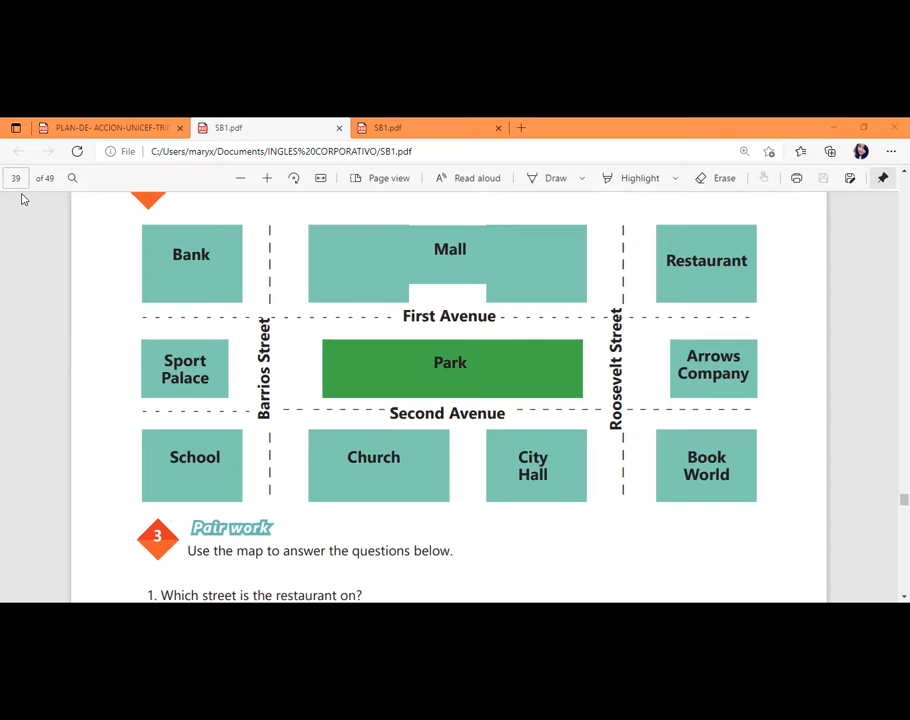 PLAN-DE- ACCION-UNICEF-TRIF
SB1.pdf
SB1.pdf
File
C:/Users/maryx/Documents/INGLES%20CORPORATIVO/SB1.pdf
39
of 49
Page view
Read aloud
Draw
Highlight
Erase
Bank
Mall
Restaurant
First Avenue
Barrios Street
Roosevelt Street
Sport
Palace
Park
Arrows
Company
Second Avenue
School
Church
City
Hall
Book
World
3
Pair work
Use the map to answer the questions below.
1. Which street is the restaurant on?